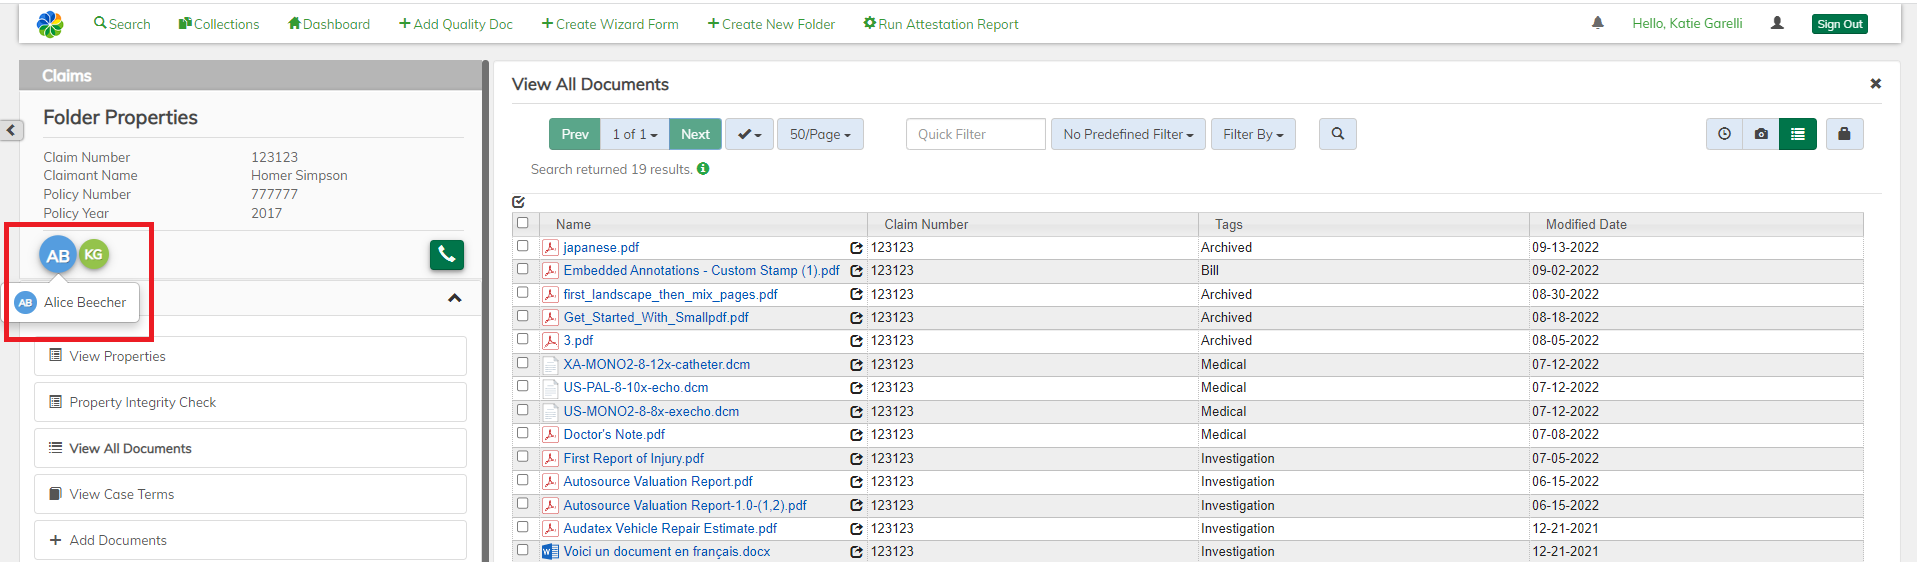 Search Collections Dashboard Add Quality Doc Create Wizard Form Create New Folder Run Attestation Report Hello, Katie Garelli Sign Out
Claims
Folder Properties
Claim Number 123123
Claimant Name Homer Simpson
Policy Number 777777
Policy Year 2017
AB KG
AB Alice Beecher
View Properties
Property Integrity Check
View All Documents
View Case Terms
Add Documents
View All Documents
Prev 1 of 1 Next 50/Page Quick Filter No Predefined Filter Filter By
Search returned 19 results.
Name Claim Number Tags Modified Date
japanese.pdf 123123 Archived 09-13-2022
Embedded Annotations - Custom Stamp (1).pdf 123123 Bill 09-02-2022
first_landscape_then_mix_pages.pdf 123123 Archived 08-30-2022
Get_Started_With_Smallpdf.pdf 123123 Archived 08-18-2022
3.pdf 123123 Archived 08-05-2022
XA-MONO2-8-12x-catheter.dcm 123123 Medical 07-12-2022
US-PAL-8-10x-echo.dcm 123123 Medical 07-12-2022
US-MONO2-8-8x-execho.dcm 123123 Medical 07-12-2022
Doctor's Note.pdf 123123 Medical 07-08-2022
First Report of Injury.pdf 123123 Investigation 07-05-2022
Autosource Valuation Report.pdf 123123 Investigation 06-15-2022
Autosource Valuation Report-1.0-(1,2).pdf 123123 Investigation 06-15-2022
Audatex Vehicle Repair Estimate.pdf 123123 Investigation 12-21-2021
Voici un document en français.docx 123123 Investigation 12-21-2021